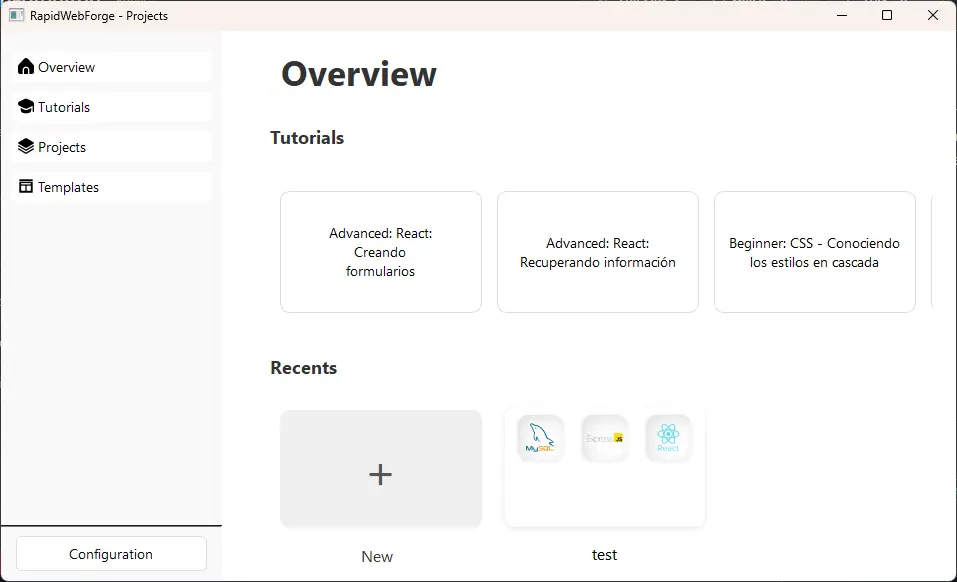 RapidWebForge - Projects
Overview
Tutorials
Projects
Templates
Configuration
Overview
Tutorials
Advanced: React:
Creando
formularios
Advanced: React:
Recuperando información
Beginner: CSS - Conociendo
los estilos en cascada
Recents
+
New
MySQL
Express JS
React
test